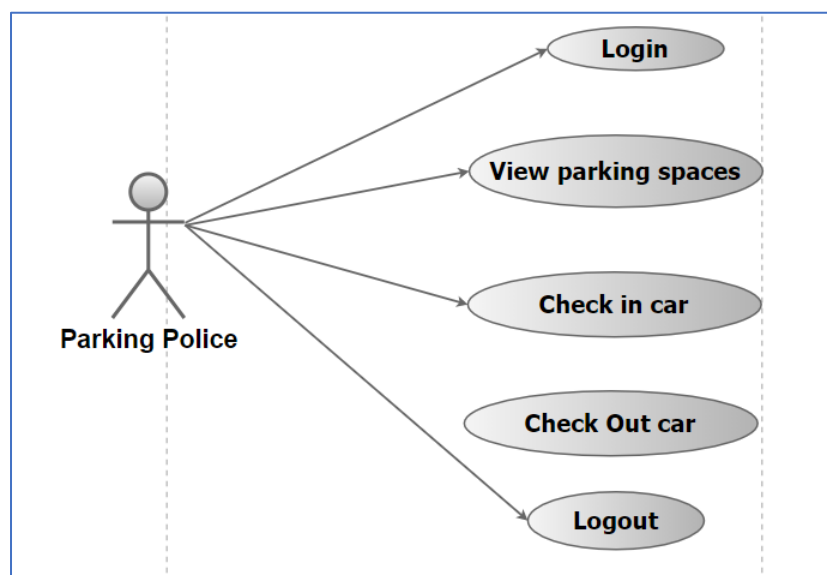 Login
View parking spaces
Check in car
Parking Police
Check Out car
Logout